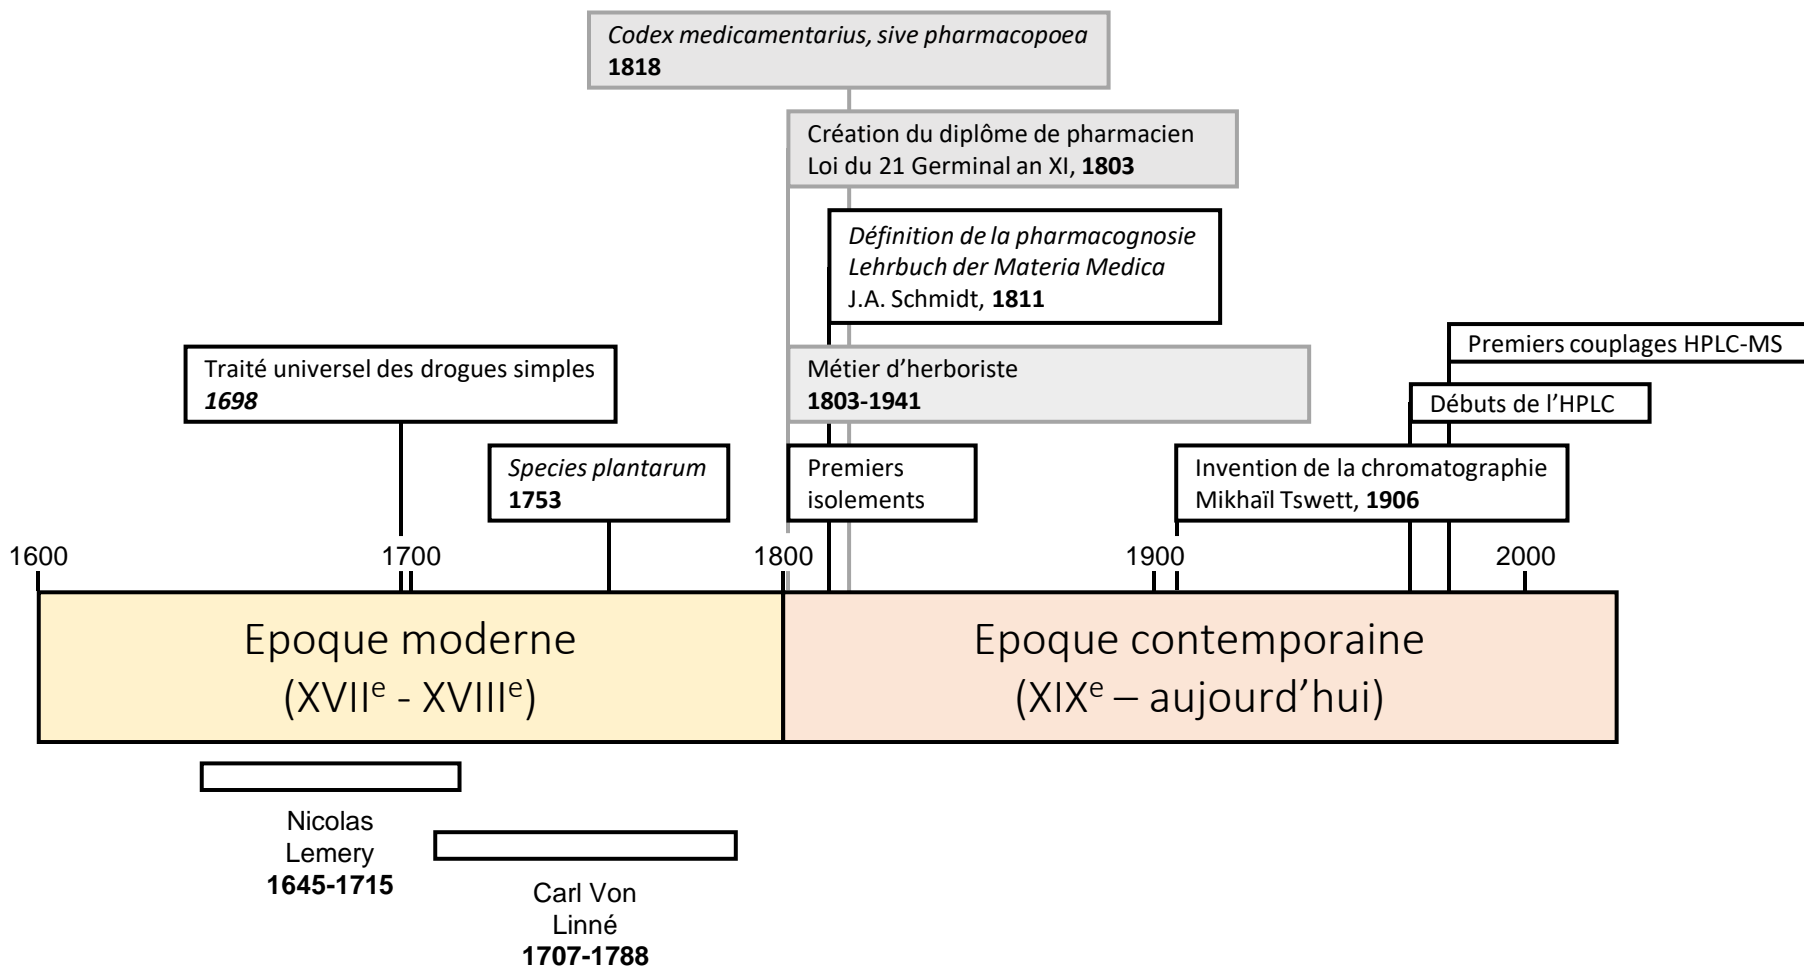 Codex medicamentarius, sive pharmacopoea
1818
Création du diplôme de pharmacien
Loi du 21 Germinal an XI, 1803
Définition de la pharmacognosie
Lehrbuch der Materia Medica
J.A. Schmidt, 1811
Premiers couplages HPLC-MS
Traité universel des drogues simples
1698
Métier d’herboriste
1803-1941
Débuts de l’HPLC
Species plantarum
1753
Premiers
isolements
Invention de la chromatographie
Mikhaïl Tswett, 1906
1600
1700
1800
1900
2000
Epoque moderne
(XVIIe - XVIIIe)
Epoque contemporaine
(XIXe – aujourd’hui)
Nicolas
Lemery
1645-1715
Carl Von
Linné
1707-1788